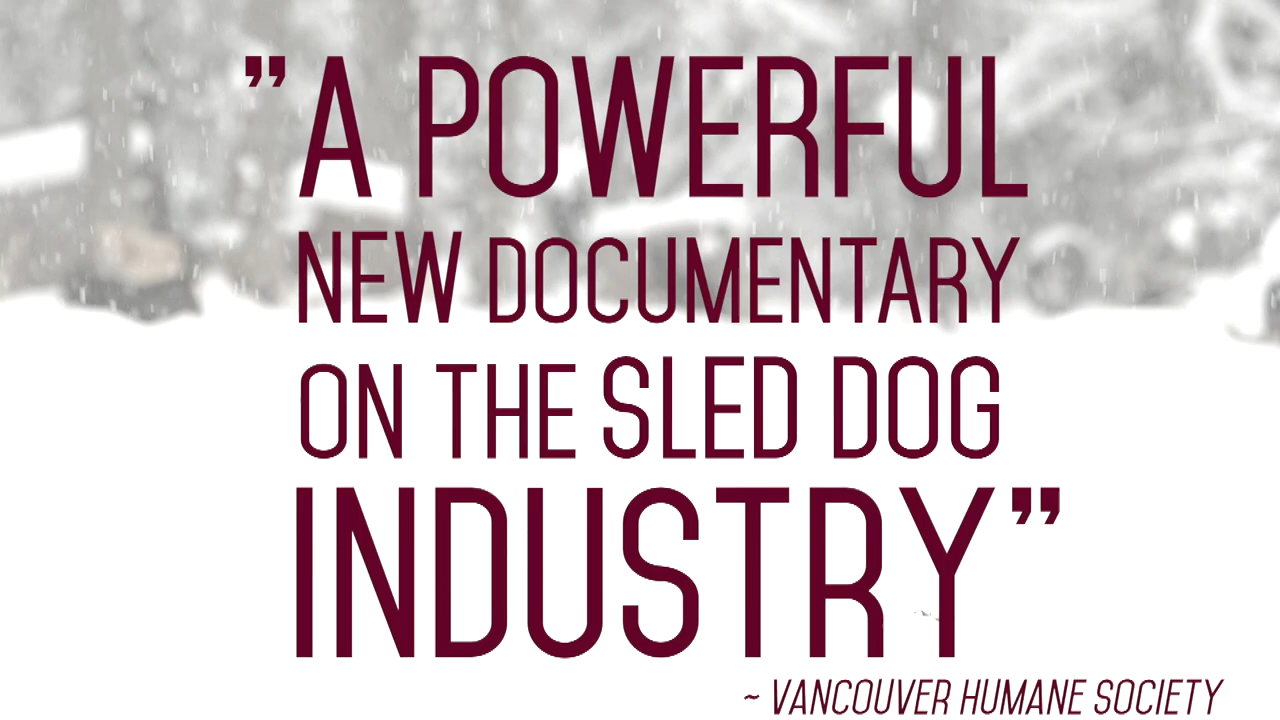 ”A POWERFUL
NEW DOCUMENTARY
ON THE SLED DOG
INDUSTRY”
~ VANCOUVER HUMANE SOCIETY